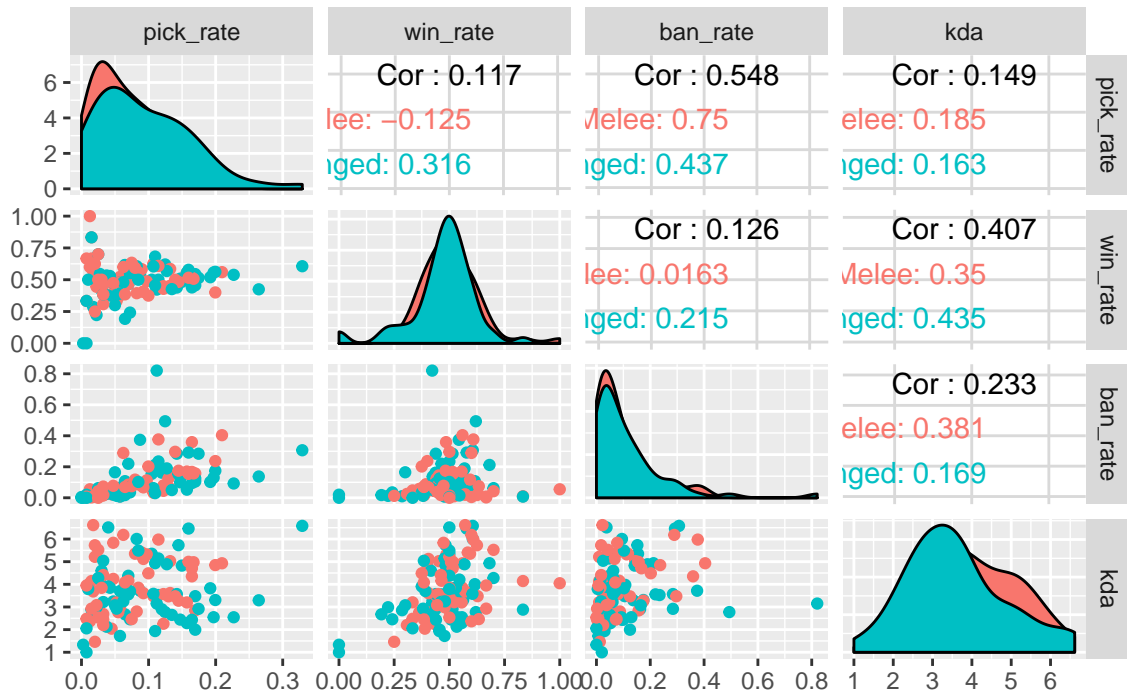 pick_rate win_rate ban_rate kda
6 4 2 0
Cor : 0.117
lee: −0.125
nged: 0.316
Cor : 0.548
Melee: 0.75
nged: 0.437
Cor : 0.149
elee: 0.185
nged: 0.163
pick_rate
1.00 0.75 0.50 0.25 0.00
Cor : 0.126
lee: 0.0163
nged: 0.215
Cor : 0.407
Melee: 0.35
nged: 0.435
win_rate
0.8 0.6 0.4 0.2 0.0
Cor : 0.233
elee: 0.381
nged: 0.169
ban_rate
6 5 4 3 2 1
kda
0.0 0.1 0.2 0.3 0.00 0.25 0.50 0.75 1.00 0.0 0.2 0.4 0.6 0.8 1 2 3 4 5 6